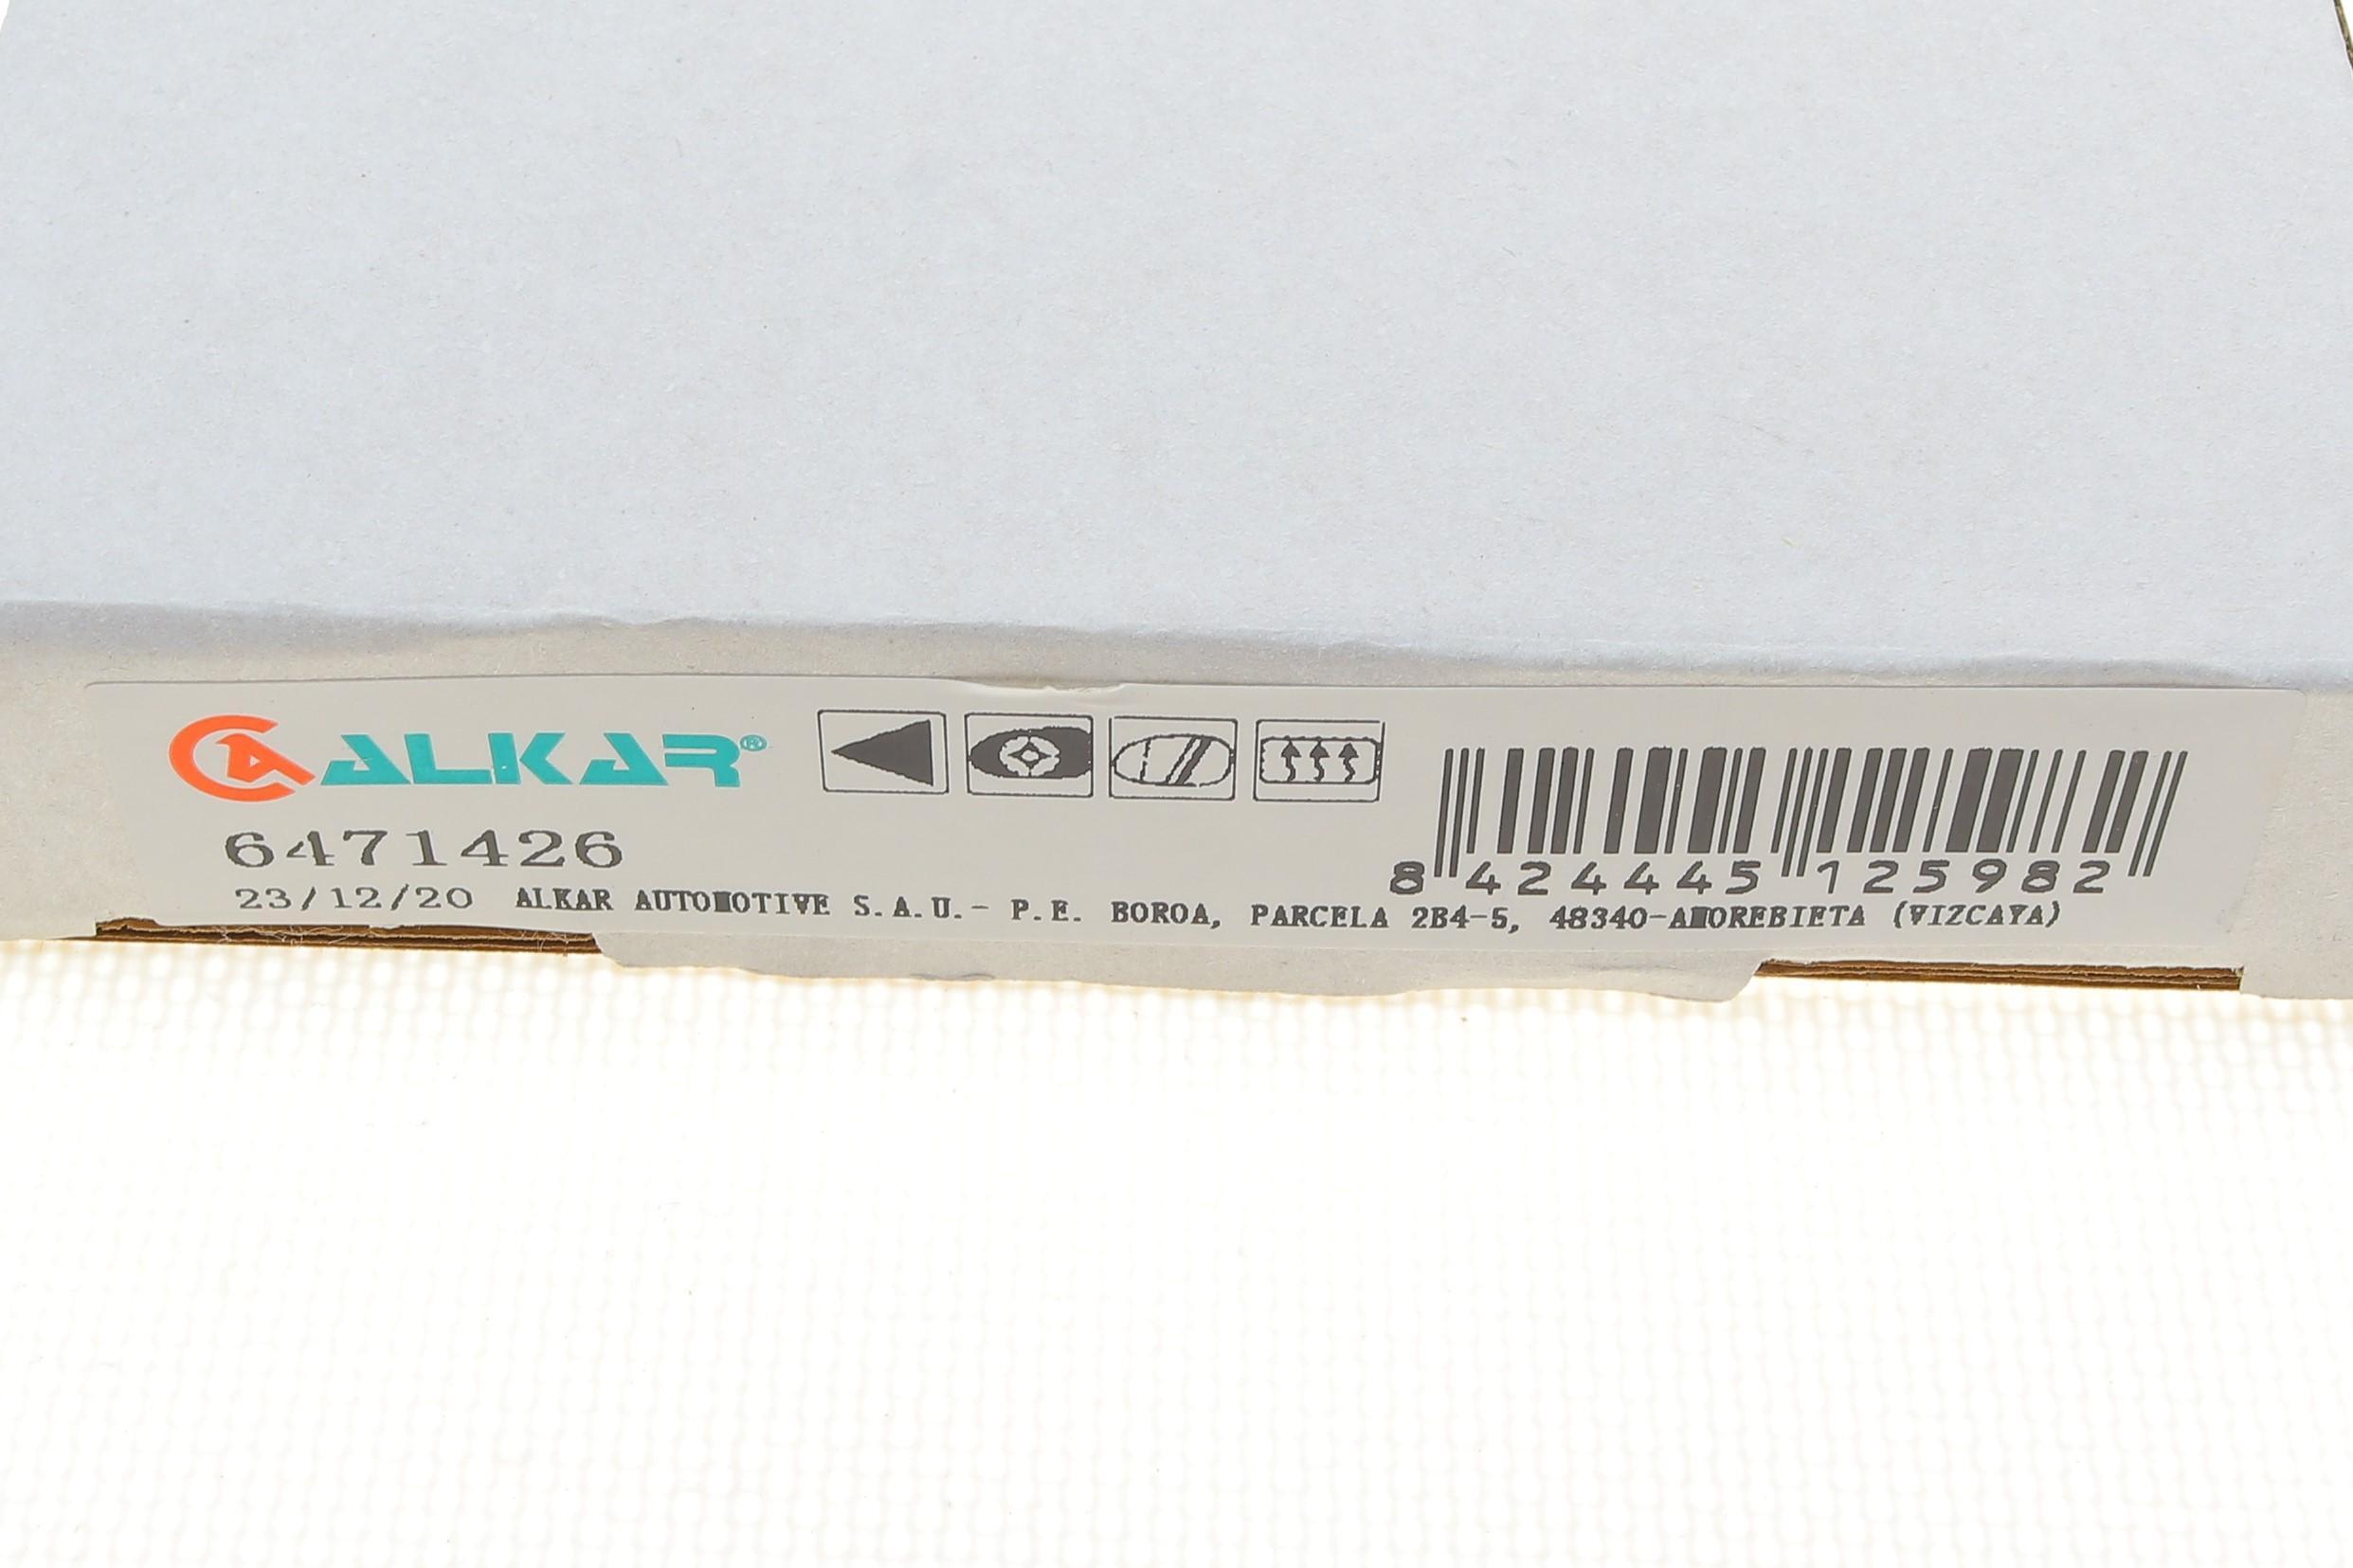 ALKAR®
6471426
8 424445 125982
23/12/20 ALKAR AUTOMOTIVE S.A.U.- P.E. BOROA, PARCELA 2B4-5, 48340-AMOREBIETA (VIZCAYA)